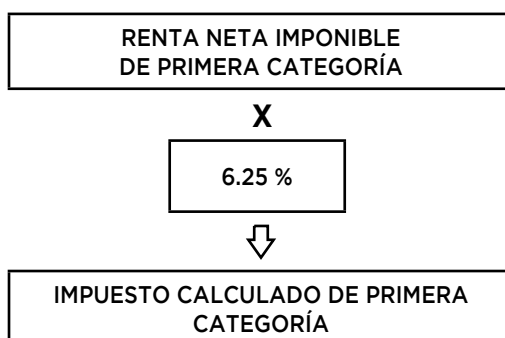 RENTA NETA IMPONIBLE
DE PRIMERA CATEGORÍA
X
6.25 %
IMPUESTO CALCULADO DE PRIMERA
CATEGORÍA